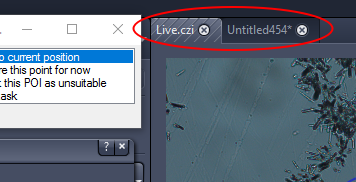 Live.czi
Untitled454*
o current position
re this point for now
t this POI as unsuitable
ask
?